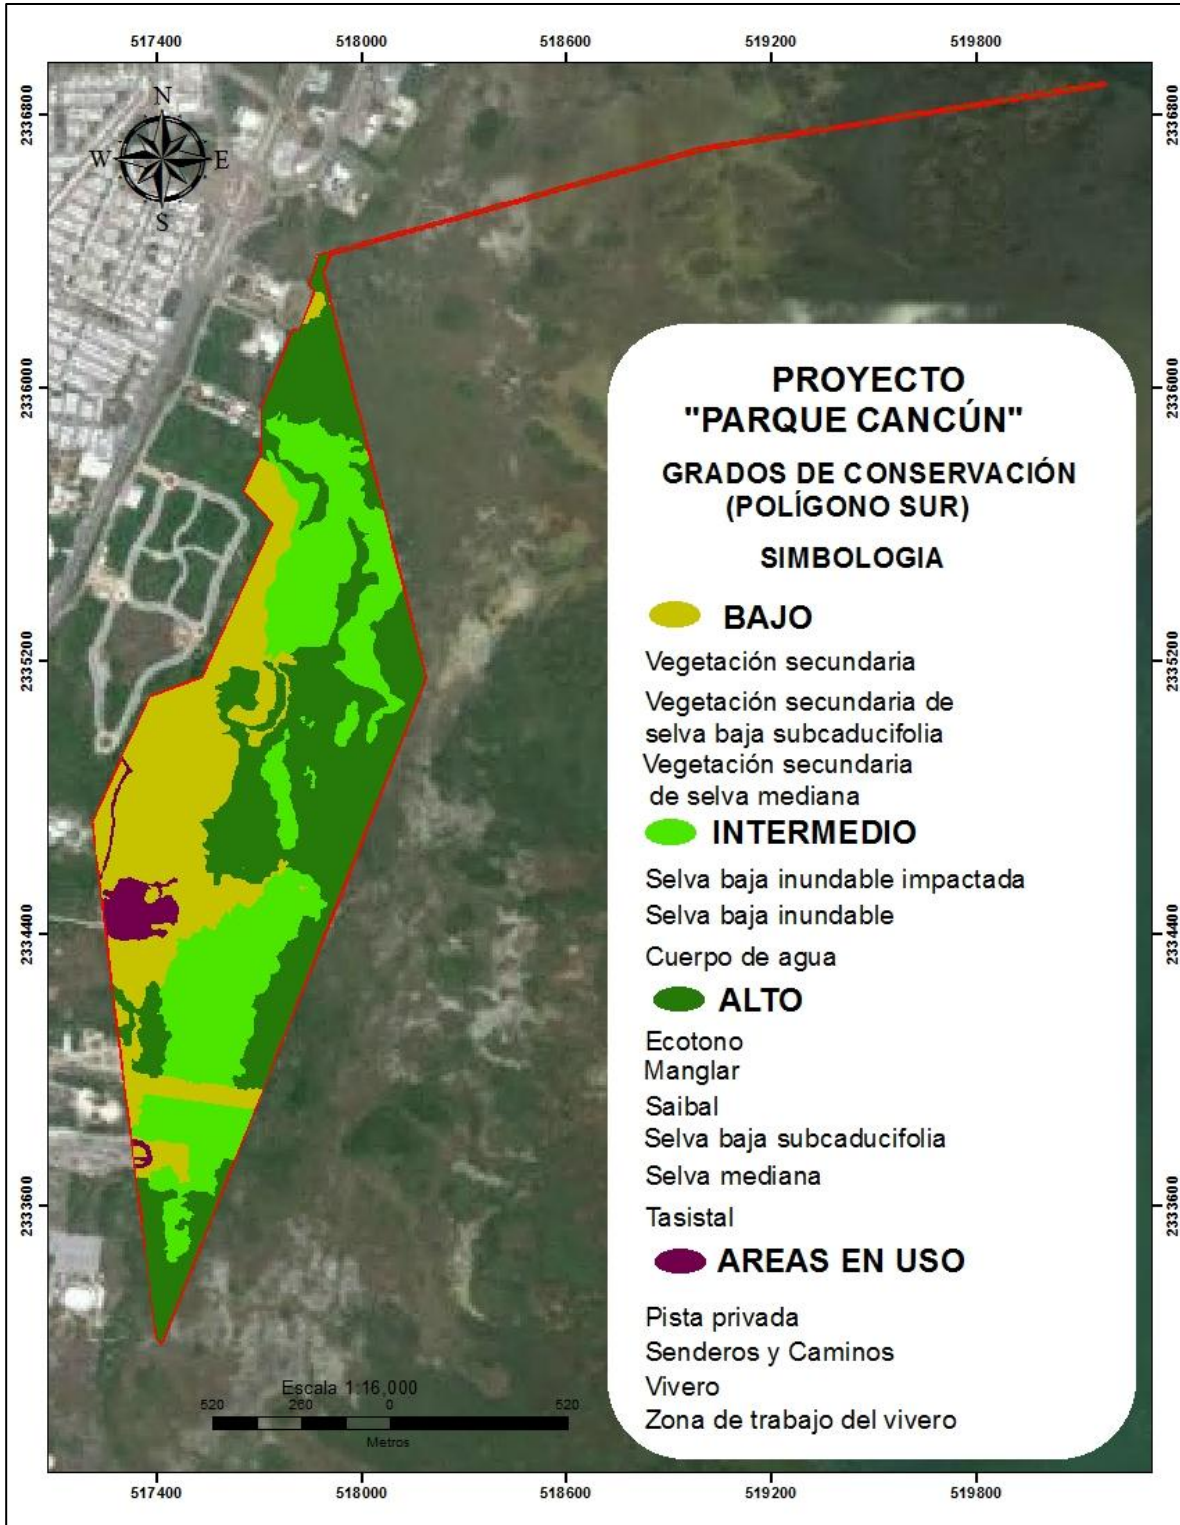 517400 518000 518600 519200 519800
2336800 2336800
N
W E
S
2336000 2336000
PROYECTO
"PARQUE CANCÚN"
GRADOS DE CONSERVACIÓN
(POLÍGONO SUR)
SIMBOLOGIA
BAJO
2335200 2335200
Vegetación secundaria
Vegetación secundaria de
selva baja subcaducifolia
Vegetación secundaria
de selva mediana
INTERMEDIO
Selva baja inundable impactada
Selva baja inundable
2334400 2334400
Cuerpo de agua
ALTO
Ecotono
Manglar
Saibal
Selva baja subcaducifolia
Selva mediana
2333600 2333600
Tasistal
AREAS EN USO
Pista privada
Senderos y Caminos
Vivero
Zona de trabajo del vivero
Escala 1:16,000
520 260 0 520
Metros
517400 518000 518600 519200 519800